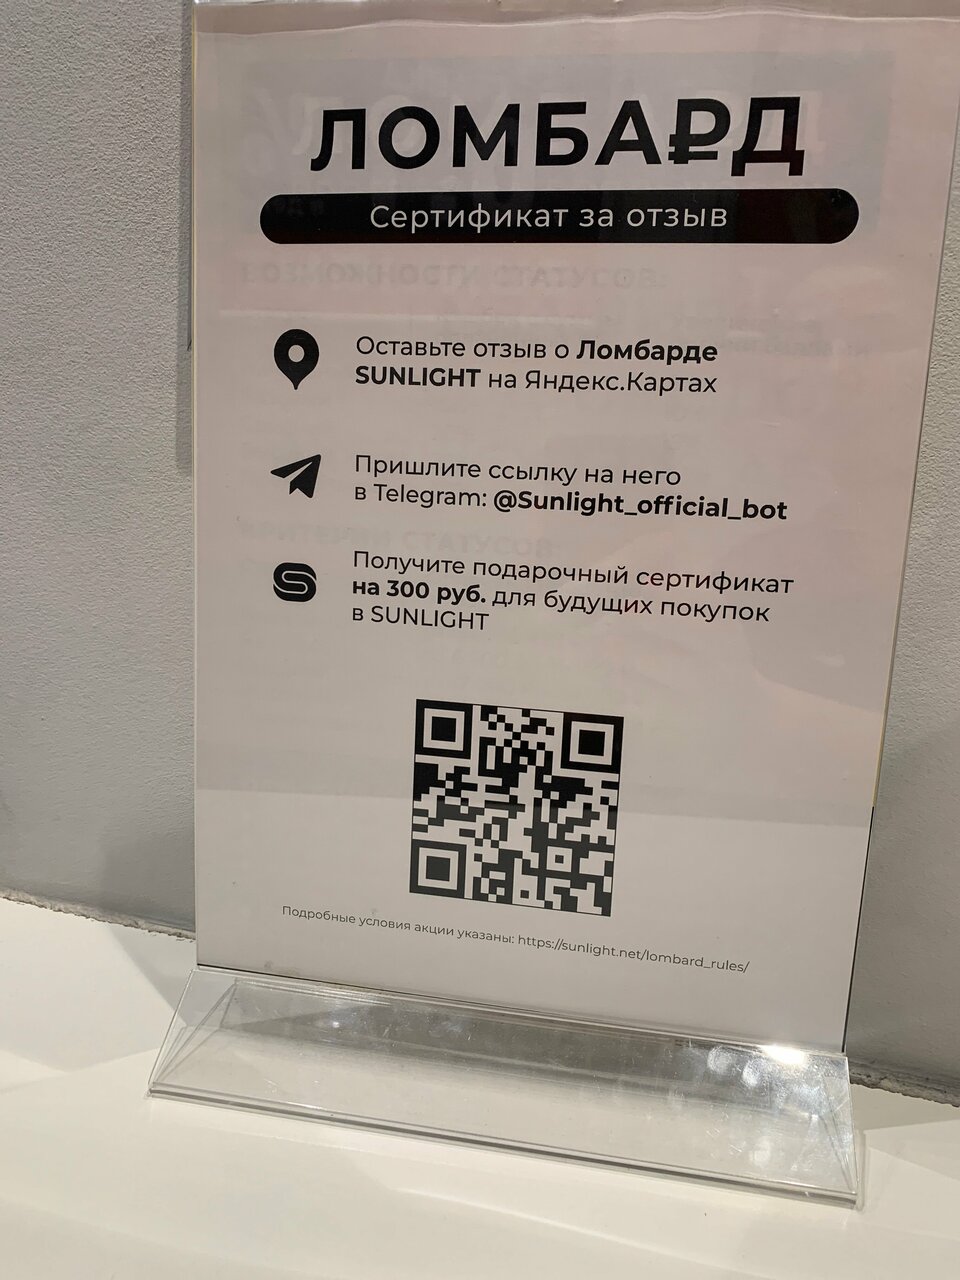 ЛОМБА₽Д
Сертификат за отзыв
Оставьте отзыв о Ломбарде
SUNLIGHT на Яндекс.Картах
Пришлите ссылку на него
в Telegram: @Sunlight_official_bot
Получите подарочный сертификат
на 300 руб. для будущих покупок
в SUNLIGHT
Подробные условия акции указаны: https://sunlight.net/lombard_rules/